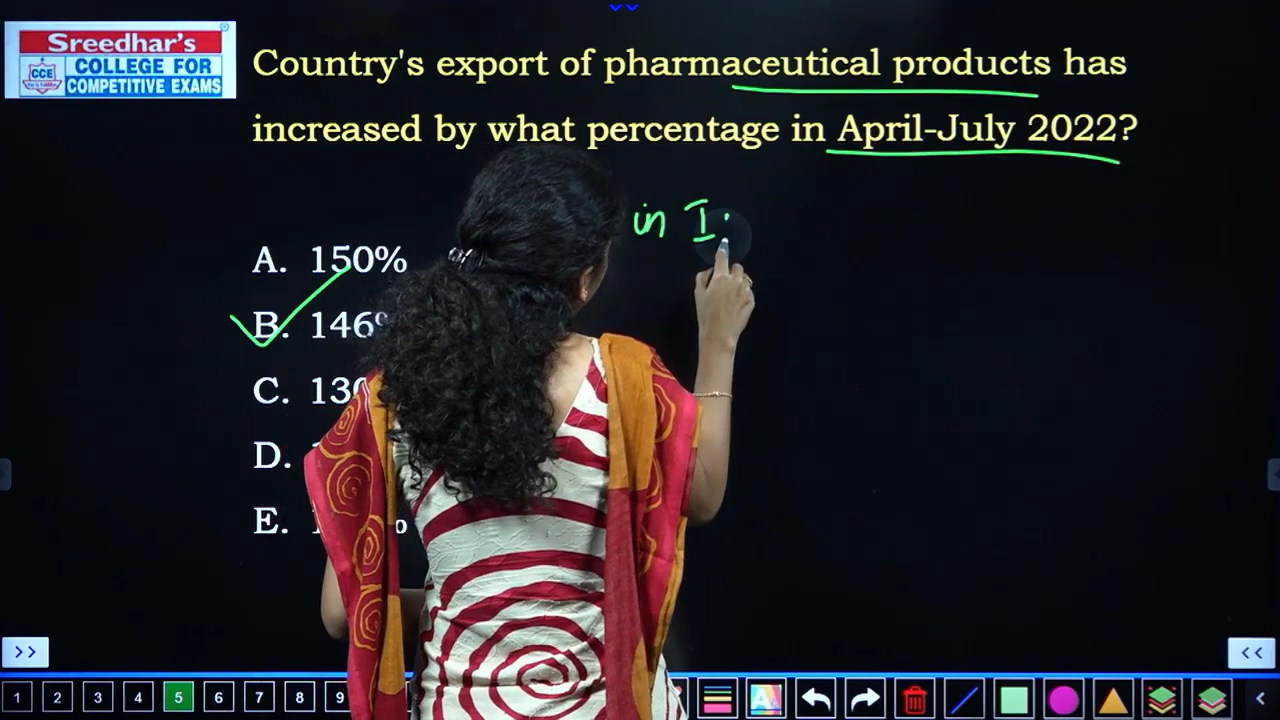 Sreedhar's
CCE
COLLEGE FOR
COMPETITIVE EXAMS
Country's export of pharmaceutical products has
increased by what percentage in April-July 2022?
in I
A. 150%
B. 146%
C. 130
D.
E.
>>
<<
1 2 3 4 5 6 7 8 9
A